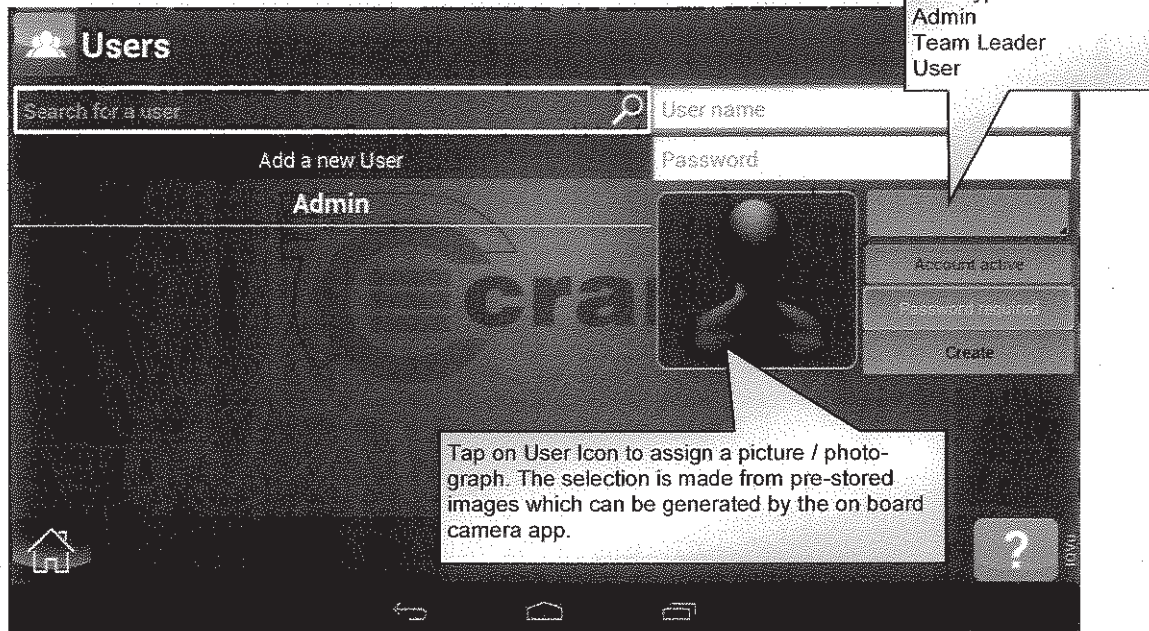 Admin
Team Leader
User
Users
Search for a user
User name
Add a new User
Password
Admin
Account active
Password required
Create
Tap on User Icon to assign a picture / photo-
graph. The selection is made from pre-stored
images which can be generated by the on board
camera app.
?